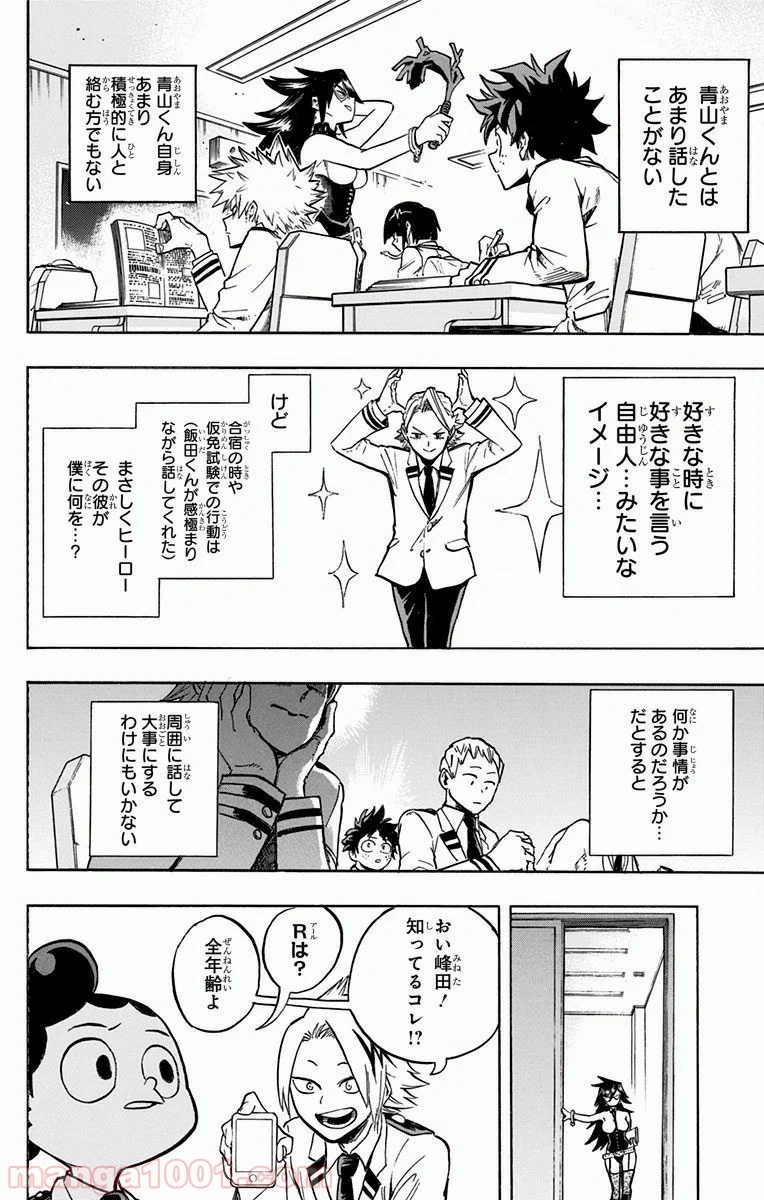 青山くんとは
あまり話した
ことがない
青山くん自身
あまり
積極的に人と
絡む方でもない
好きな時に
好きな事を言う
自由人…みたいな
イメージ…
けど
合宿の時や
仮免試験での行動は
(飯田くんが感極まり
ながら話してくれた)
まさしくヒーロー
その彼が
僕に何を…?
何か事情が
あるのだろうか…
だとすると
周囲に話して
大事にする
わけにもいかない
おい峰田!
知ってるコレ!?
Rは?
全年齢よ
manga1001.com